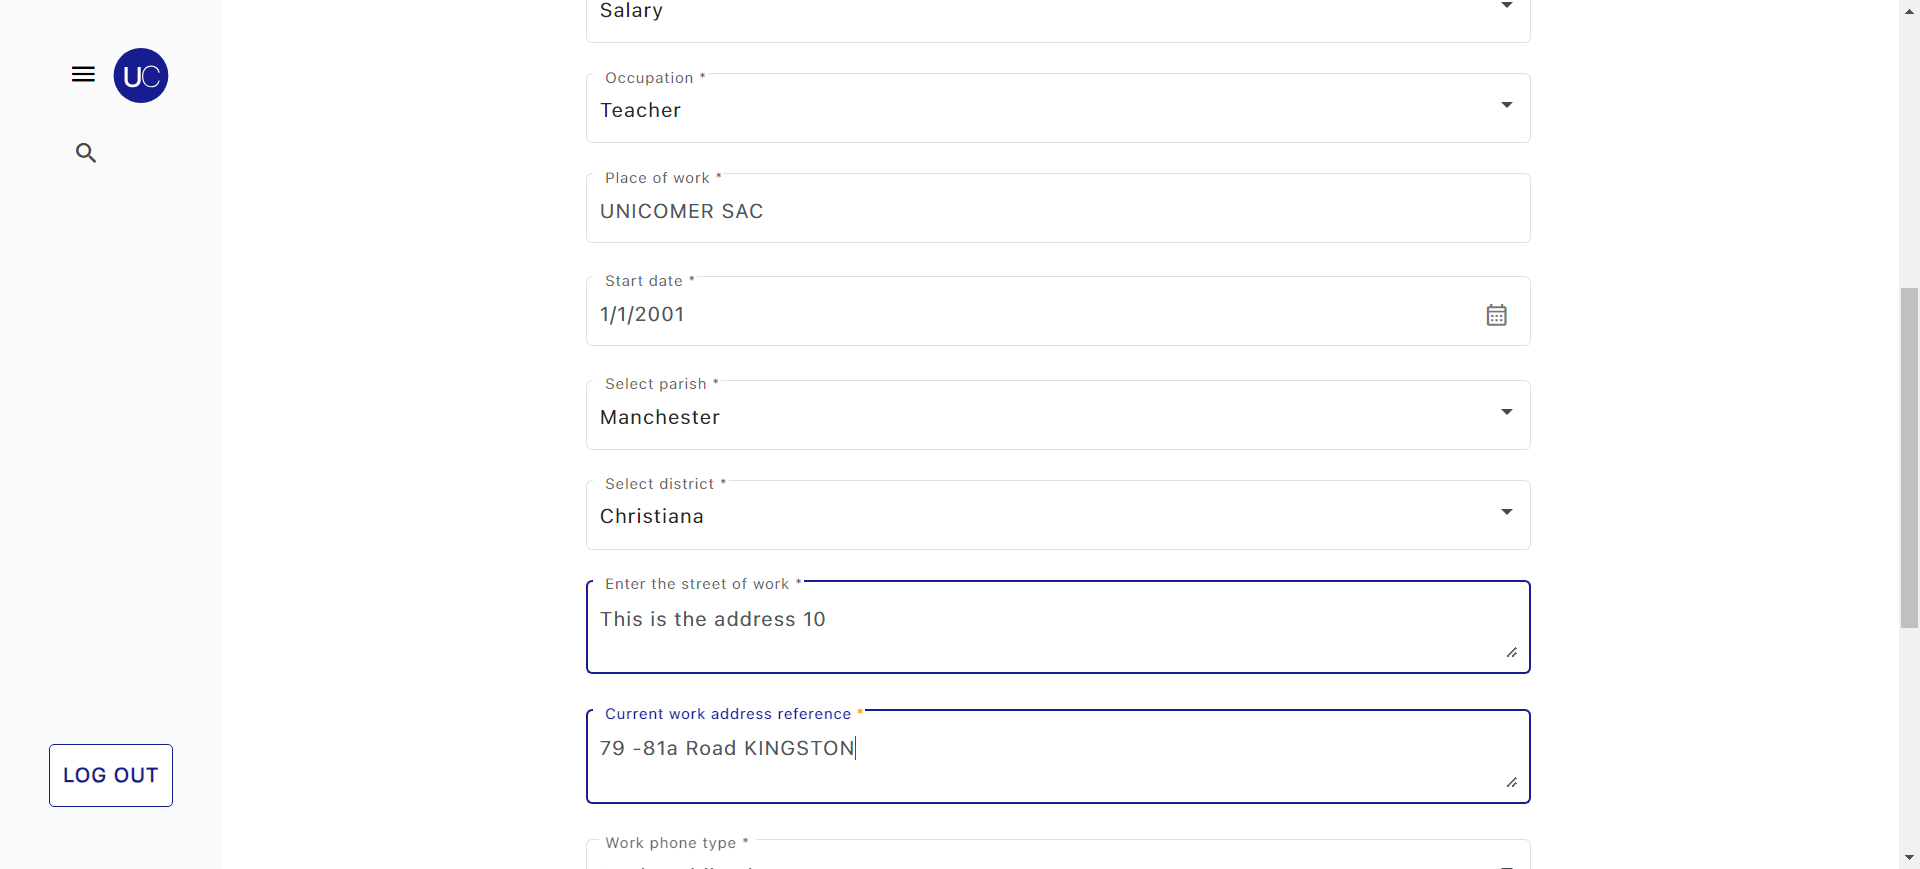 Salary
UC
Occupation *
Teacher
Place of work *
UNICOMER SAC
Start date *
1/1/2001
Select parish *
Manchester
Select district *
Christiana
Enter the street of work *
This is the address 10
Current work address reference *
79 -81a Road KINGSTON
LOG OUT
Work phone type *